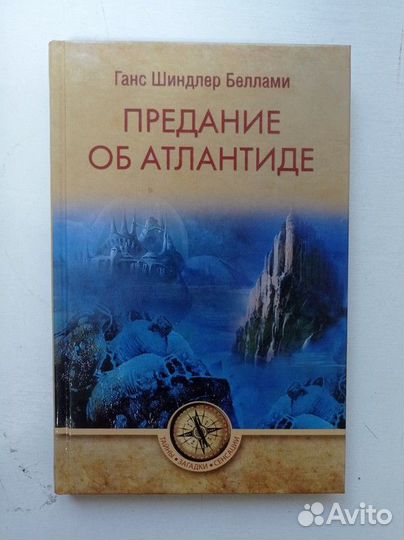 Ганс Шиндлер Беллами
ПРЕДАНИЕ
ОБ АТЛАНТИДЕ
ТАЙНЫ • ЗАГАДКИ • СЕНСАЦИИ
Avito